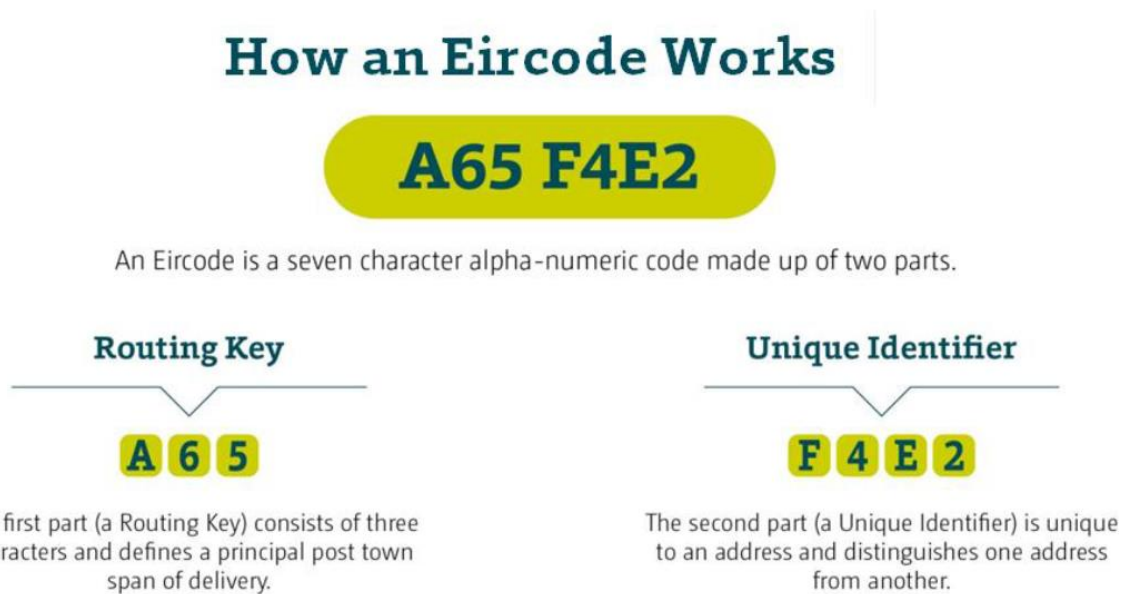 How an Eircode Works
A65 F4E2
An Eircode is a seven character alpha-numeric code made up of two parts.
Routing Key
A 6 5
first part (a Routing Key) consists of three
racters and defines a principal post town
span of delivery.
Unique Identifier
F 4 E 2
The second part (a Unique Identifier) is unique
to an address and distinguishes one address
from another.